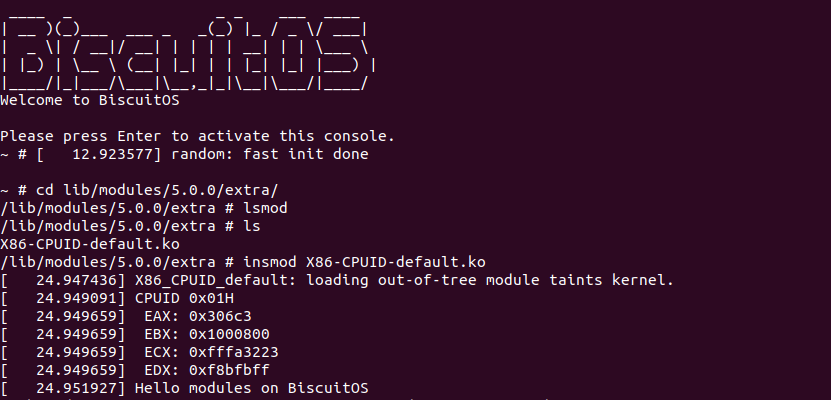 Welcome to BiscuitOS
Please press Enter to activate this console.
~ # [   12.923577] random: fast init done
~ # cd lib/modules/5.0.0/extra/
/lib/modules/5.0.0/extra # lsmod
/lib/modules/5.0.0/extra # ls
X86-CPUID-default.ko
/lib/modules/5.0.0/extra # insmod X86-CPUID-default.ko
[   24.947436] X86_CPUID_default: loading out-of-tree module taints kernel.
[   24.949091] CPUID 0x01H
[   24.949659]  EAX: 0x306c3
[   24.949659]  EBX: 0x1000800
[   24.949659]  ECX: 0xfffa3223
[   24.949659]  EDX: 0xf8bfbff
[   24.951927] Hello modules on BiscuitOS